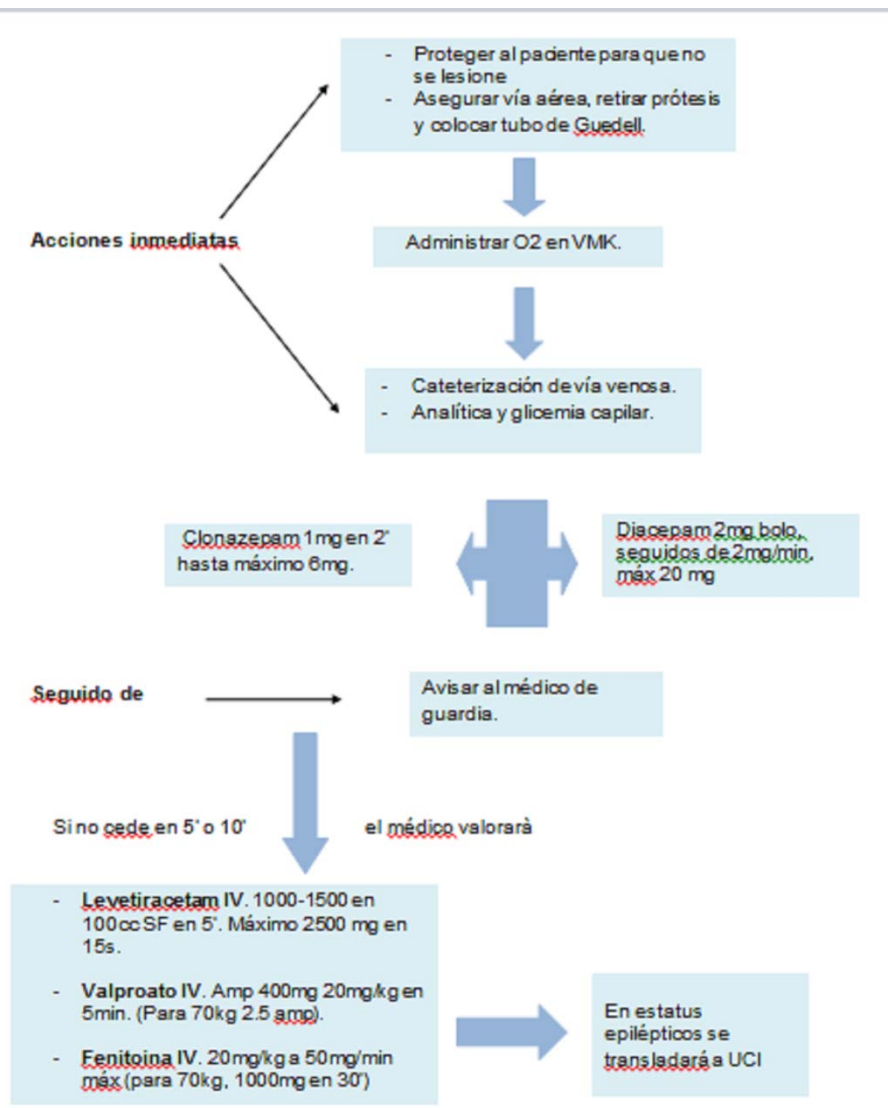 - Proteger al paciente para que no
se lesione
- Asegurar vía aérea, retirar prótesis
y colocar tubo de Guedell.
Acciones inmediatas
Administrar O2 en VMK.
- Cateterización de vía venosa.
- Analítica y glicemia capilar.
Clonazepam 1mg en 2'
hasta máximo 6mg.
Diacepam 2mg bolo,
seguidos de 2mg/min,
máx 20 mg
Seguido de
Avisar al médico de
guardia.
Si no cede en 5' o 10'
el médico valorarà
- Levetiracetam IV. 1000-1500 en
100cc SF en 5'. Máximo 2500 mg en
15s.
- Valproato IV. Amp 400mg 20mg/kg en
5min. (Para 70kg 2.5 amp).
- Fenitoina IV. 20mg/kg a 50mg/min
máx (para 70kg, 1000mg en 30')
En estatus
epilépticos se
transladará a UCI